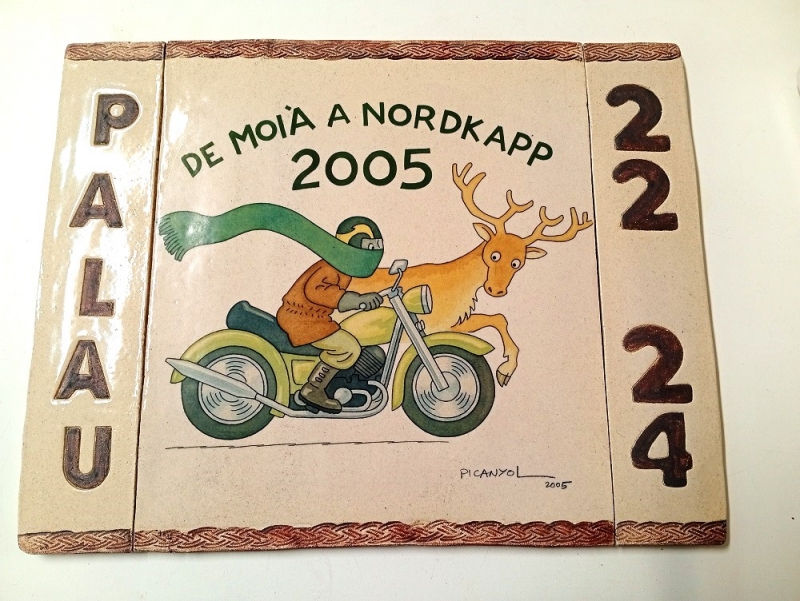 PALAU
DE MOIÀ A NORDKAPP
2005
22
24
PICANYOL
2005